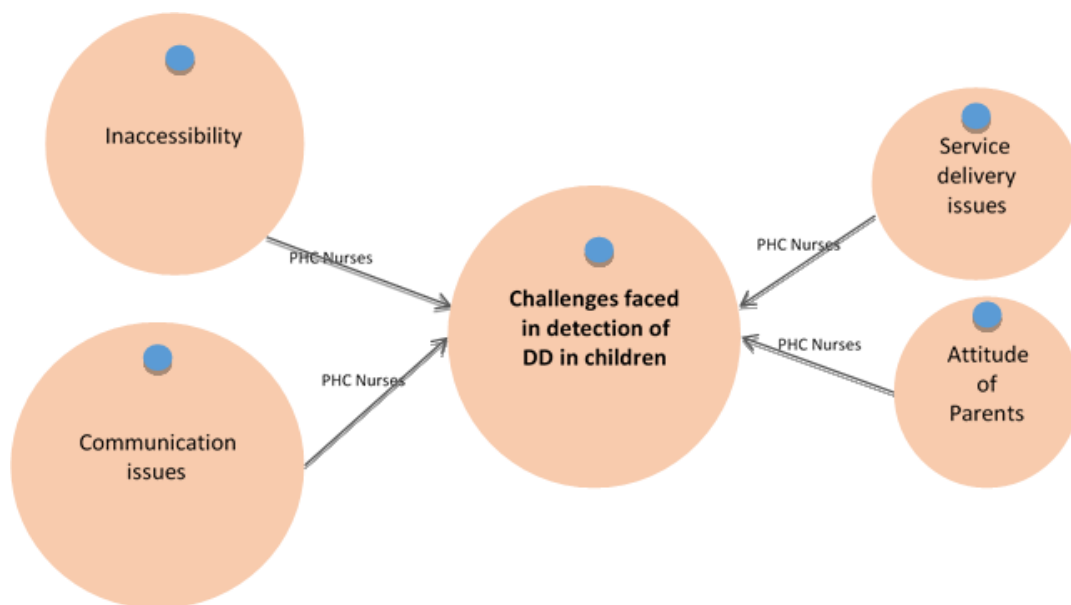 Inaccessibility
PHC Nurses
Communication
issues
PHC Nurses
Challenges faced
in detection of
DD in children
Service
delivery
issues
PHC Nurses
Attitude
of
Parents
PHC Nurses